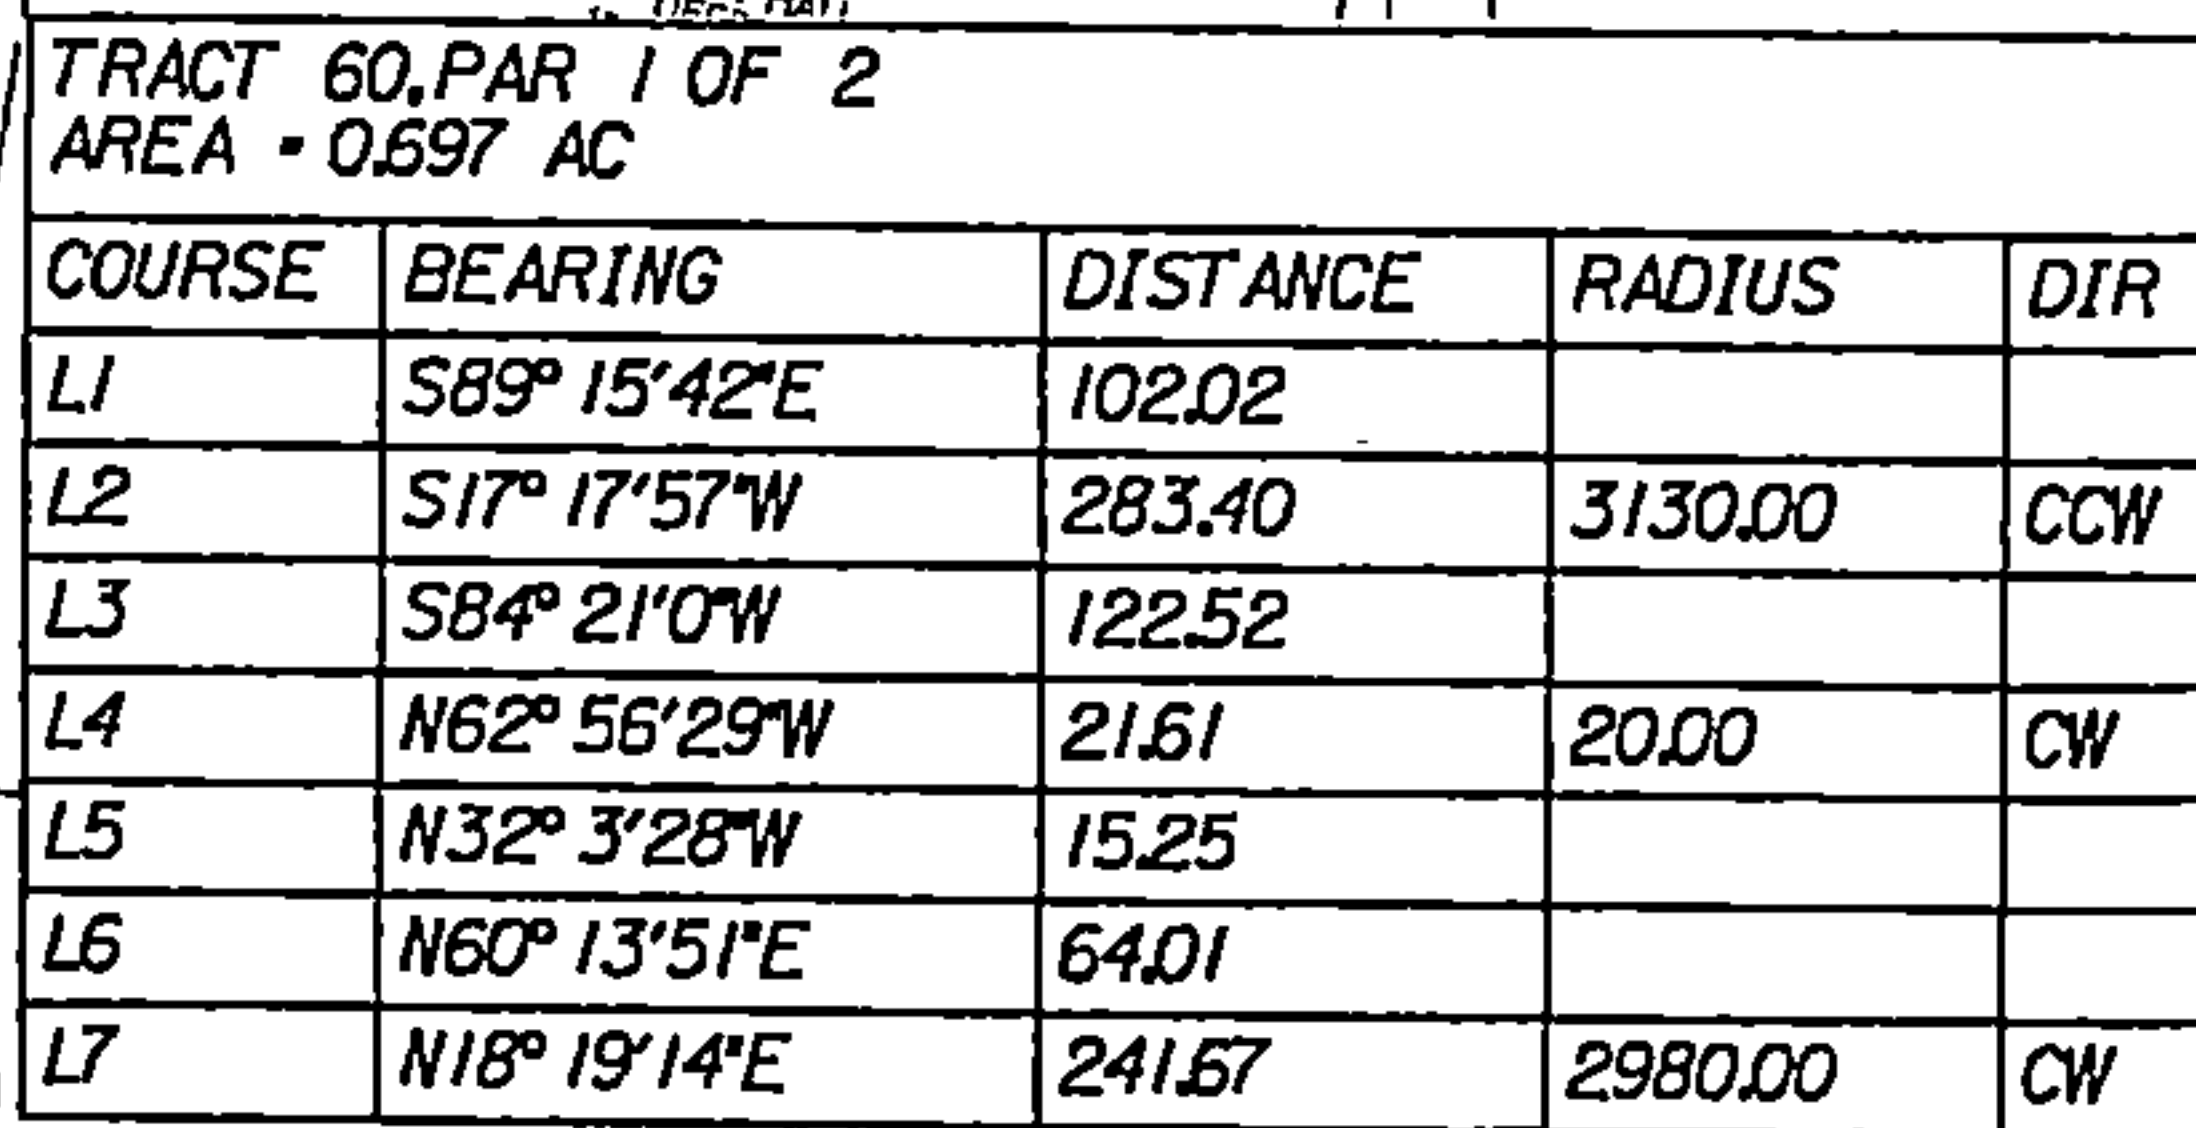 TRACT 60, PAR 1 OF 2
AREA = 0.697 AC
COURSE BEARING DISTANCE RADIUS DIR
L1 S89° 15'42"E 102.02
L2 S17° 17'57"W 283.40 3130.00 CCW
L3 S84° 21'0"W 122.52
L4 N62° 56'29"W 21.61 20.00 CW
L5 N32° 3'28"W 15.25
L6 N60° 13'51"E 64.01
L7 N18° 19'14"E 241.67 2980.00 CW